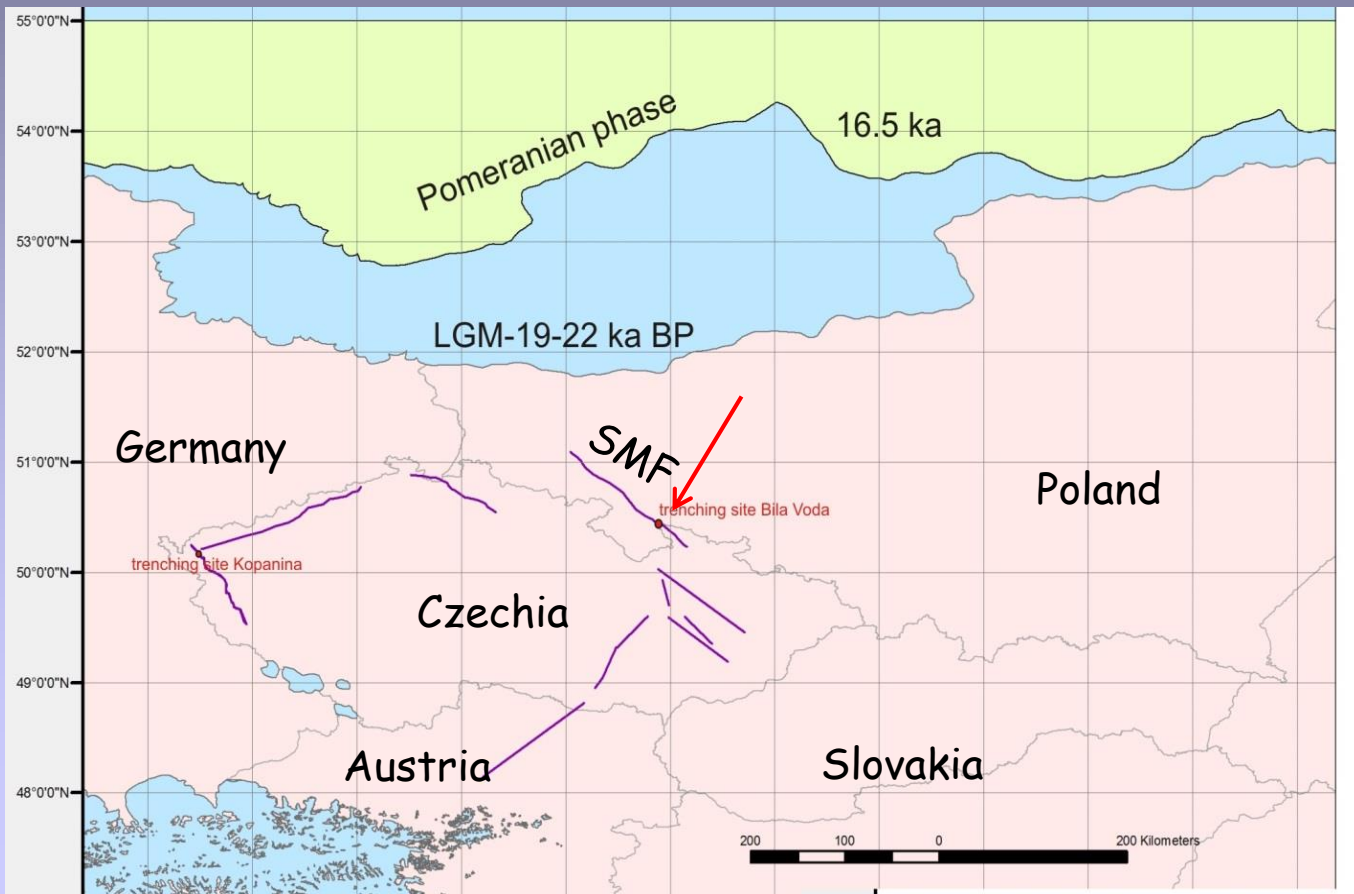 55°0'0"N
54°0'0"N
53°0'0"N
52°0'0"N
51°0'0"N
50°0'0"N
49°0'0"N
48°0'0"N
Pomeranian phase
16.5 ka
LGM-19-22 ka BP
Germany
SMF
Poland
trenching site Bila Voda
trenching site Kopanina
Czechia
Austria
Slovakia
200 100 0 200 Kilometers